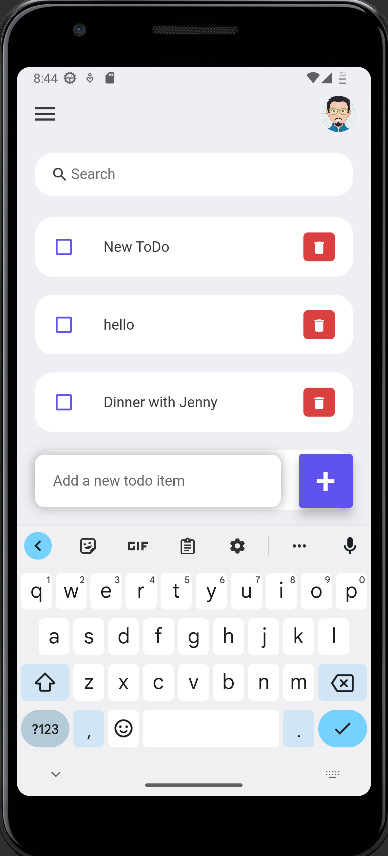 8:44
Search
New ToDo
hello
Dinner with Jenny
Add a new todo item
GIF
q1 w2 e3 r4 t5 y6 u7 i8 o9 p0
a s d f g h j k l
z x c v b n m
?123 , .